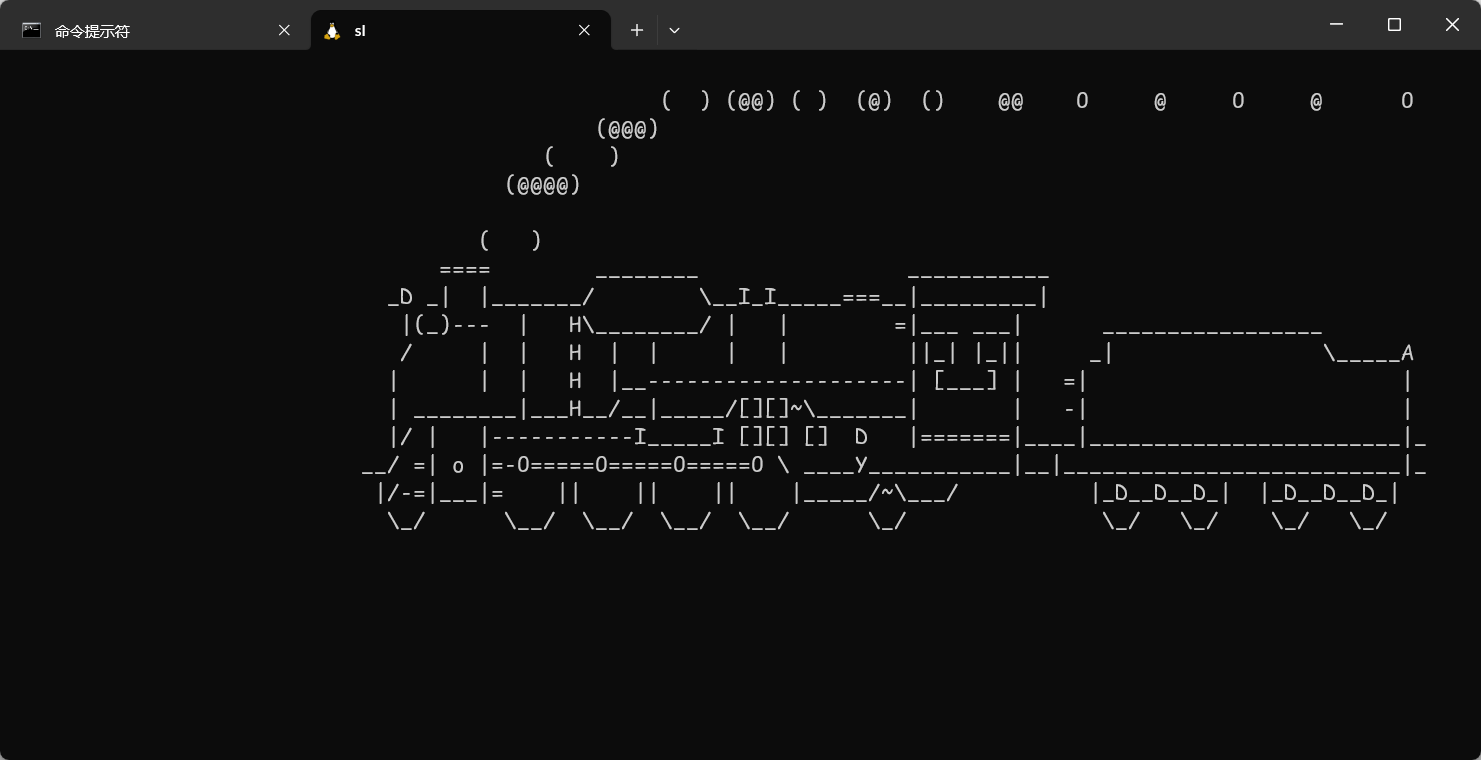 命令提示符
sl
                                                  (  ) (@@) ( )  (@)  ()    @@    O     @     O     @      O
                                             (@@@)
                                         (    )
                                      (@@@@)
                                    (   )
                                 ====        ________                ___________
                             _D _|  |_______/        \__I_I_____===__|_________|
                              |(_)---  |   H\________/ |   |        =|___ ___|      _________________
                              /     |  |   H  |  |     |   |         ||_| |_||     _|                \_____A
                             |      |  |   H  |__--------------------| [___] |   =|                        |
                             | ________|___H__/__|_____/[][]~\_______|       |   -|                        |
                             |/ |   |-----------I_____I [][] []  D   |=======|____|________________________|_
                           __/ =| o |=-O=====O=====O=====O \ ____Y___________|__|__________________________|_
                            |/-=|___|=    ||    ||    ||    |_____/~\___/          |_D__D__D_|  |_D__D__D_|
                             \_/      \__/  \__/  \__/  \__/      \_/               \_/   \_/    \_/   \_/